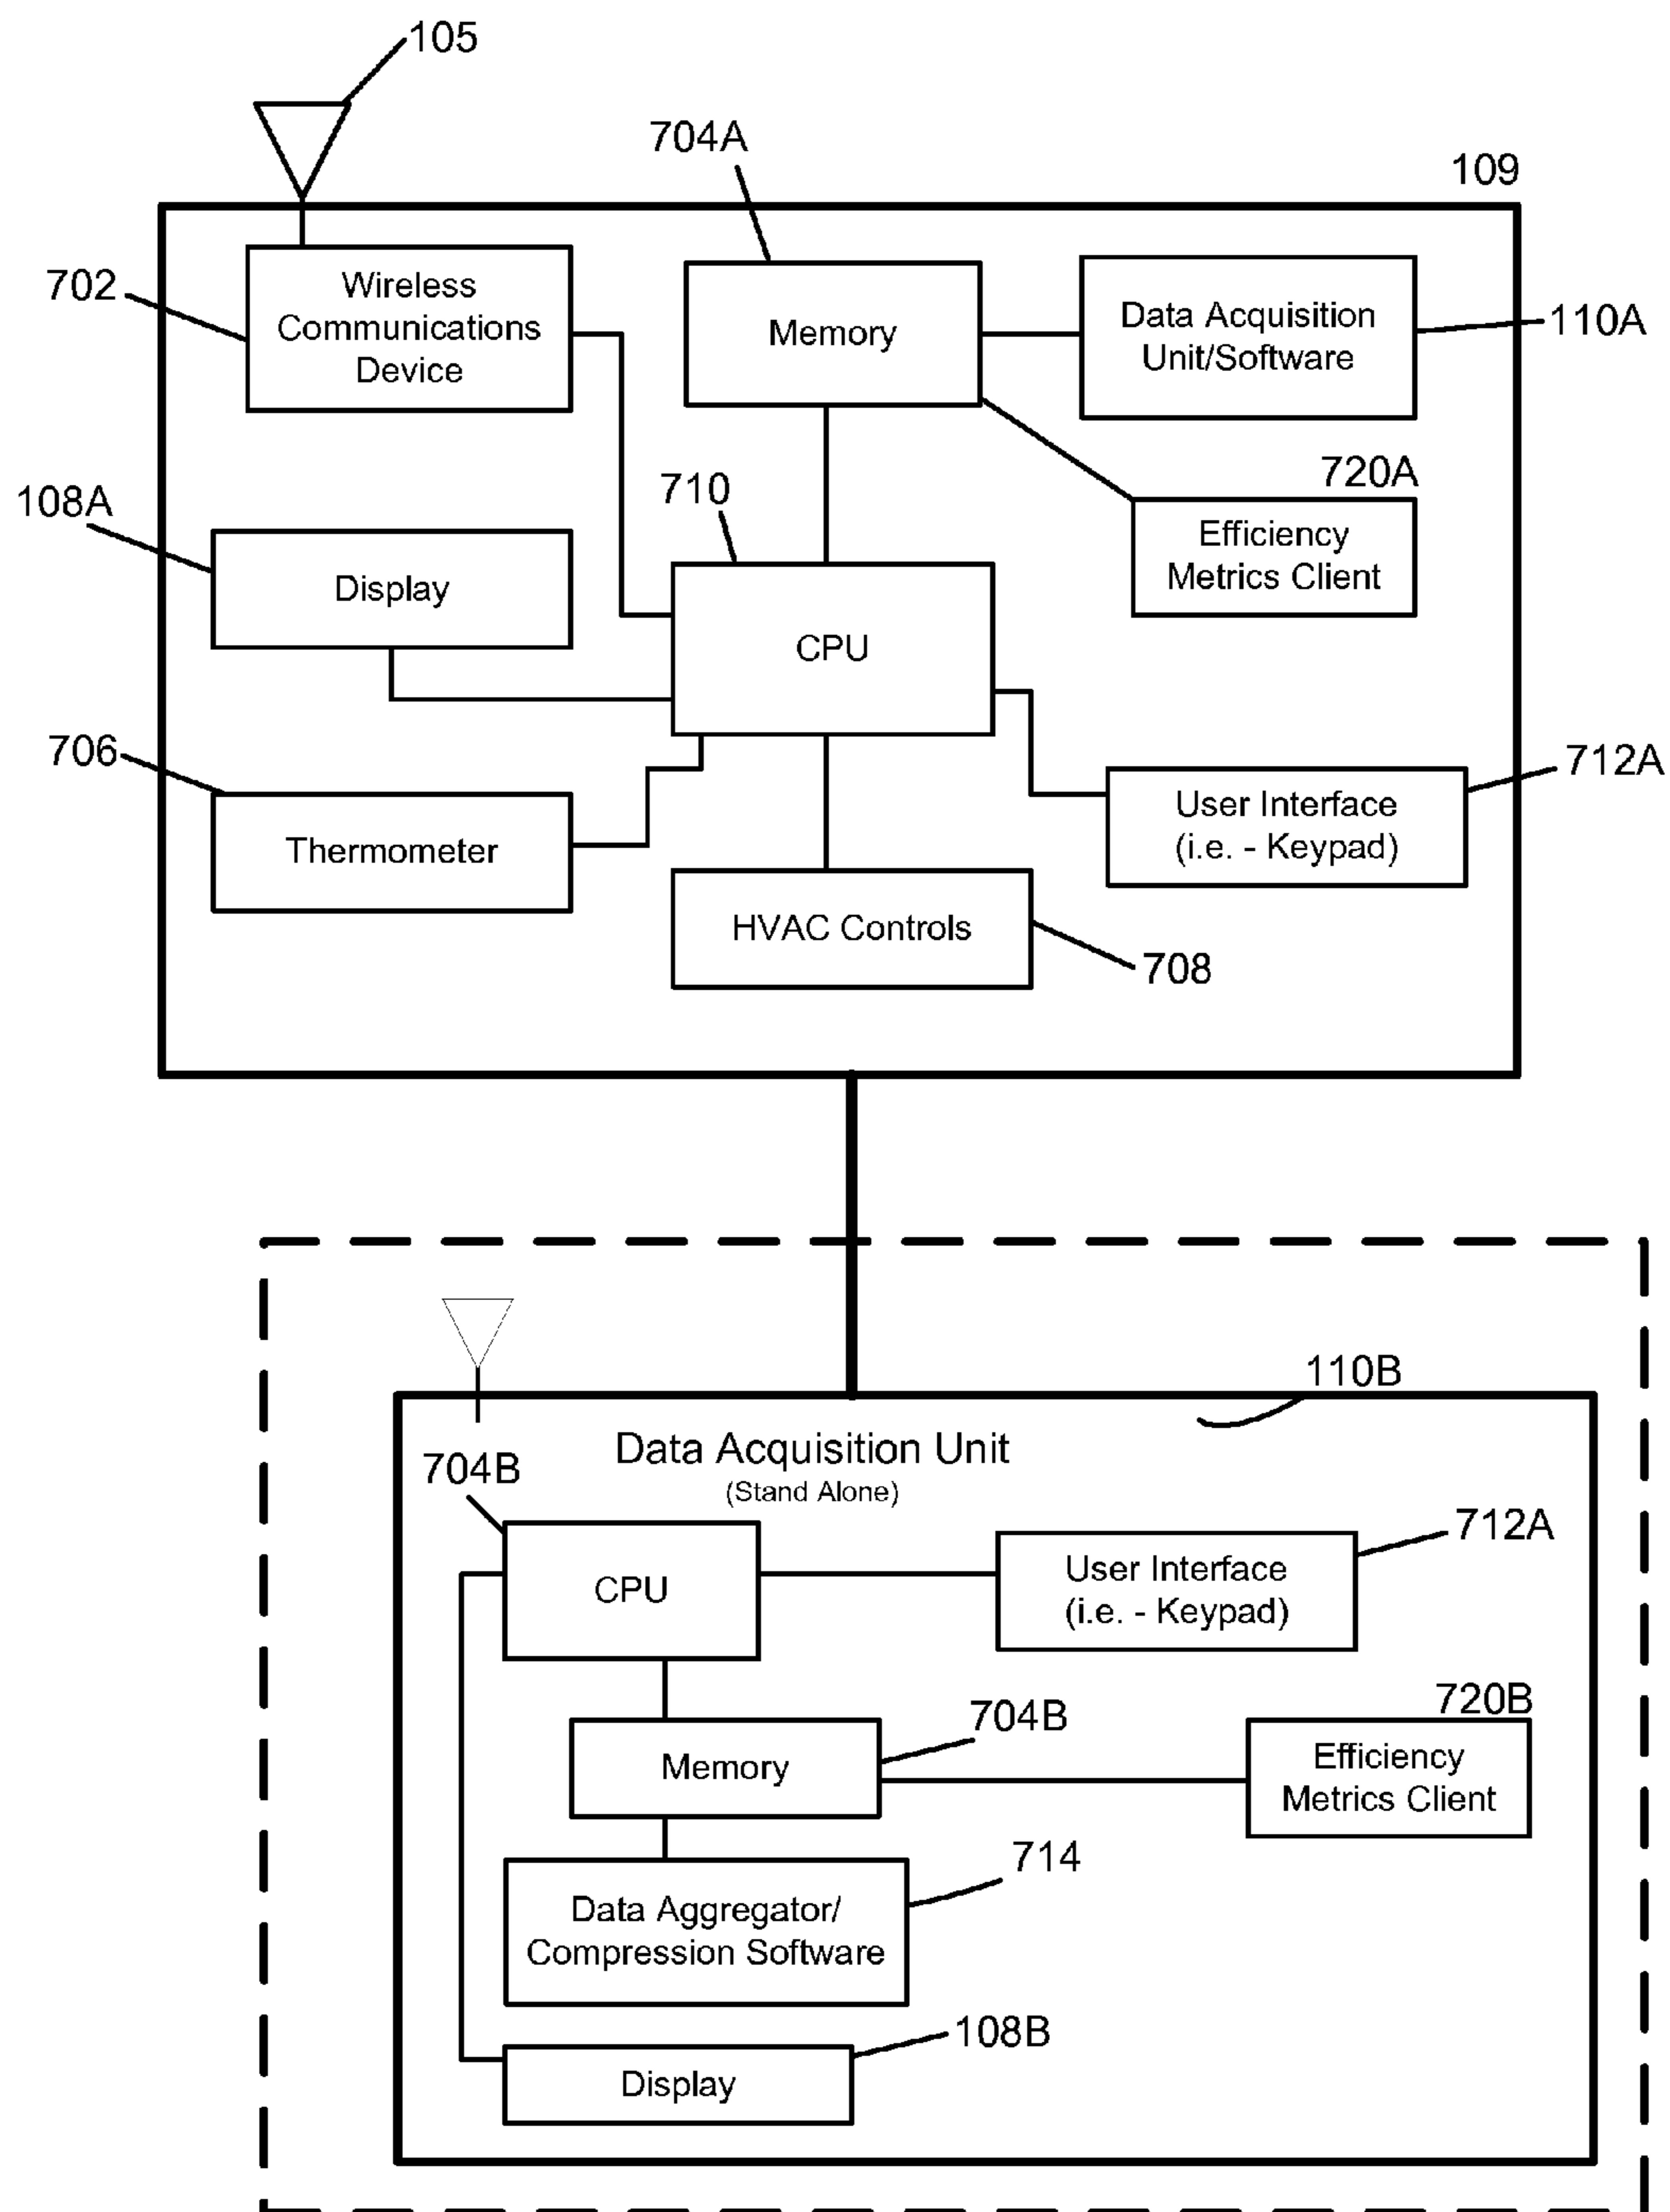 105
704A
109
702
Wireless
Communications
Device
Memory
Data Acquisition
Unit/Software
110A
108A
710
720A
Display
CPU
Efficiency
Metrics Client
706
712A
Thermometer
User Interface
(i.e. - Keypad)
HVAC Controls
708
110B
Data Acquisition Unit
(Stand Alone)
704B
712A
CPU
User Interface
(i.e. - Keypad)
704B
720B
Memory
Efficiency
Metrics Client
714
Data Aggregator/
Compression Software
108B
Display